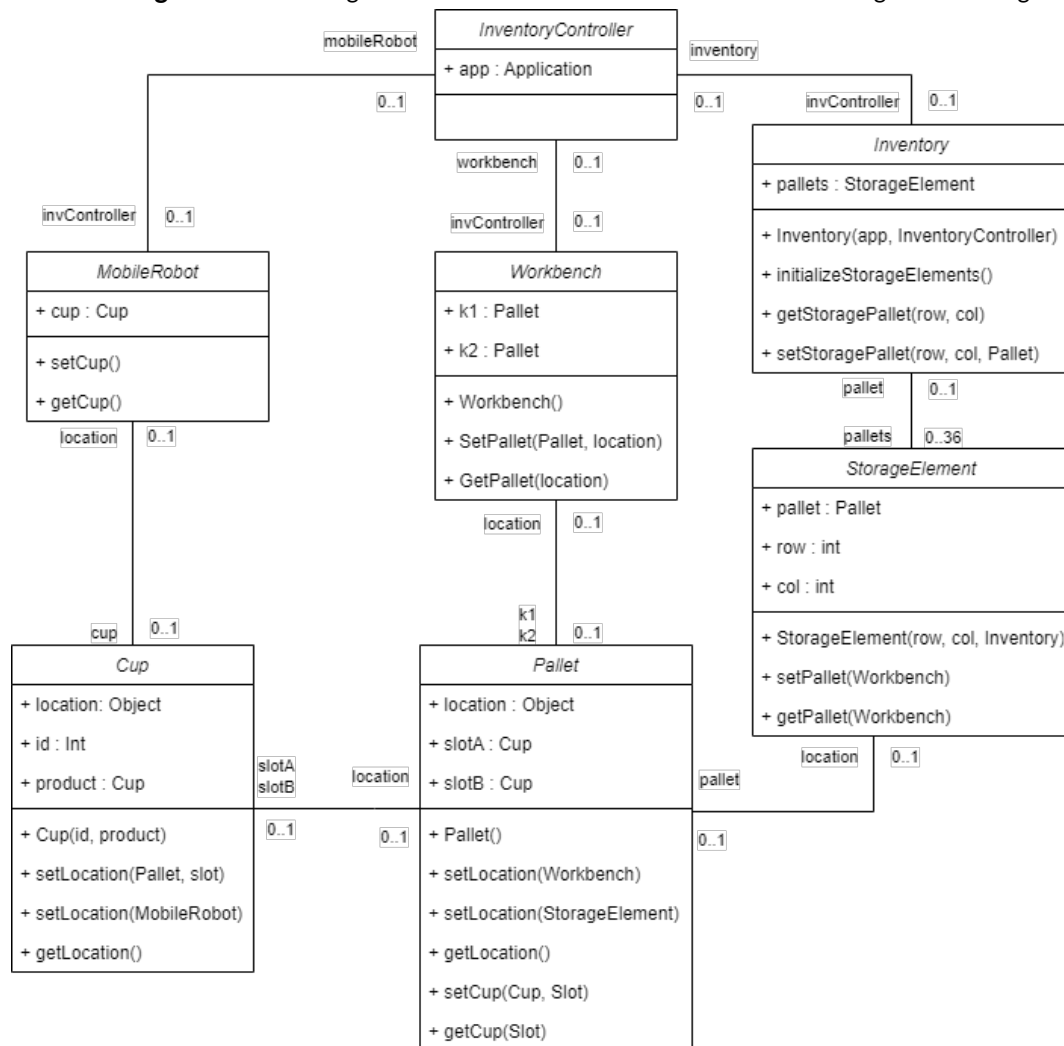 InventoryController
+ app : Application
mobileRobot
0..1
inventory
0..1
invController
0..1
Inventory
+ pallets : StorageElement
+ Inventory(app, InventoryController)
+ initializeStorageElements()
+ getStoragePallet(row, col)
+ setStoragePallet(row, col, Pallet)
workbench
0..1
invController
0..1
invController
0..1
MobileRobot
+ cup : Cup
+ setCup()
+ getCup()
Workbench
+ k1 : Pallet
+ k2 : Pallet
+ Workbench()
+ SetPallet(Pallet, location)
+ GetPallet(location)
pallet
0..1
pallets
0..36
StorageElement
+ pallet : Pallet
+ row : int
+ col : int
+ StorageElement(row, col, Inventory)
+ setPallet(Workbench)
+ getPallet(Workbench)
location
0..1
location
0..1
cup
0..1
k1
k2
0..1
Cup
+ location: Object
+ id : Int
+ product : Cup
+ Cup(id, product)
+ setLocation(Pallet, slot)
+ setLocation(MobileRobot)
+ getLocation()
slotA
slotB
0..1
location
0..1
Pallet
+ location : Object
+ slotA : Cup
+ slotB : Cup
+ Pallet()
+ setLocation(Workbench)
+ setLocation(StorageElement)
+ getLocation()
+ setCup(Cup, Slot)
+ getCup(Slot)
pallet
0..1
location
0..1